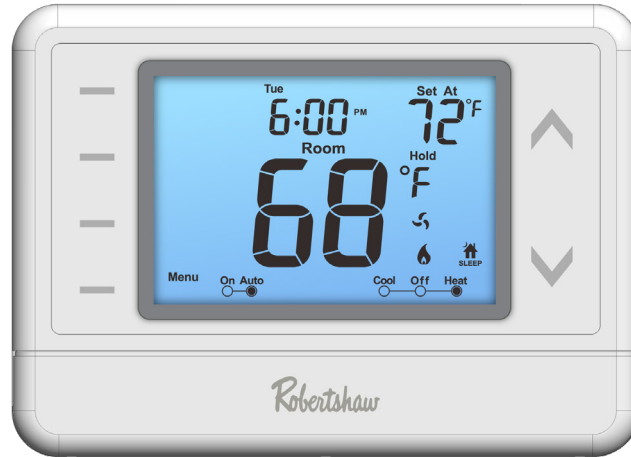 Tue
6:00 PM
Set At
72°F
Room
68
Hold
°F
SLEEP
Menu
On Auto
Cool Off Heat
Robertshaw